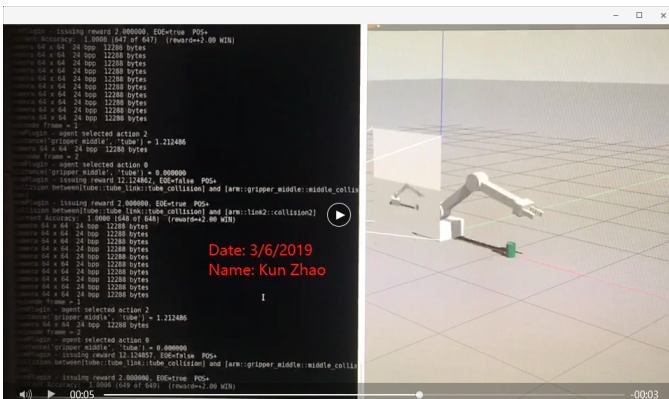 Plugin - issuing reward 2.000000, EOE=true POS+
Accuracy: 1.0000 (647 of 647) (reward=+2.00 WIN)
64 x 64 24 bpp 12288 bytes
64 x 64 24 bpp 12288 bytes
64 x 64 24 bpp 12288 bytes
64 x 64 24 bpp 12288 bytes
64 x 64 24 bpp 12288 bytes
64 x 64 24 bpp 12288 bytes
64 x 64 24 bpp 12288 bytes
64 x 64 24 bpp 12288 bytes
frame = 1
Plugin - agent selected action 2
('gripper_middle', 'tube') = 1.212486
64 x 64 24 bpp 12288 bytes
frame = 2
Plugin - agent selected action 0
('gripper_middle', 'tube') = 0.000000
Plugin - issuing reward 12.124862, EOE=false POS+
between[tube::tube_link::tube_collision] and [arm::gripper_middle::middle_collis
- issuing reward 2.000000, EOE=true POS+
between[tube::tube_link::tube_collision] and [arm::link2::collision2]
Accuracy: 1.0000 (648 of 648) (reward=+2.00 WIN)
64 x 64 24 bpp 12288 bytes
64 x 64 24 bpp 12288 bytes
64 x 64 24 bpp 12288 bytes
64 x 64 24 bpp 12288 bytes
64 x 64 24 bpp 12288 bytes
64 x 64 24 bpp 12288 bytes
64 x 64 24 bpp 12288 bytes
64 x 64 24 bpp 12288 bytes
Date: 3/6/2019
Name: Kun Zhao
frame = 1
- agent selected action 2
'gripper_middle', 'tube') = 1.212486
64 x 64 24 bpp 12288 bytes
frame = 2
- agent selected action 0
'gripper_middle', 'tube') = 0.000000
- issuing reward 12.124857, EOE=false POS+
between[tube::tube_link::tube_collision] and [arm::gripper_middle::middle_collis
- issuing reward 2.000000, EOE=true POS+
Accuracy: 1.0000 (649 of 649) (reward=+2.00 WIN)
00:05
-00:03